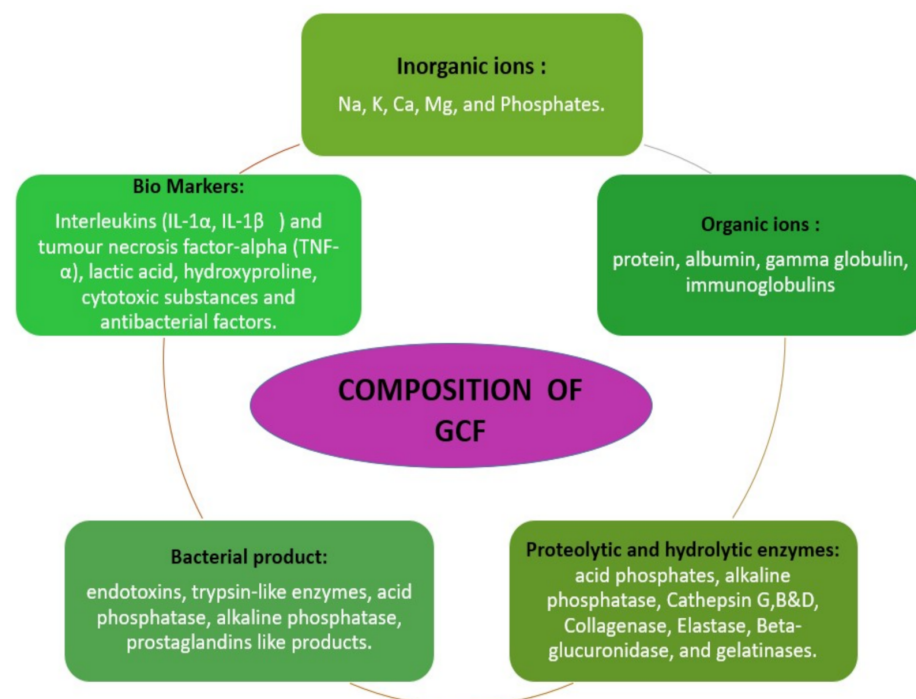 Inorganic ions :
Na, K, Ca, Mg, and Phosphates.
Bio Markers:
Interleukins (IL-1α, IL-1β ) and
tumour necrosis factor-alpha (TNF-
α), lactic acid, hydroxyproline,
cytotoxic substances and
antibacterial factors.
Organic ions :
protein, albumin, gamma globulin,
immunoglobulins
COMPOSITION OF
GCF
Bacterial product:
endotoxins, trypsin-like enzymes, acid
phosphatase, alkaline phosphatase,
prostaglandins like products.
Proteolytic and hydrolytic enzymes:
acid phosphates, alkaline
phosphatase, Cathepsin G,B&D,
Collagenase, Elastase, Beta-
glucuronidase, and gelatinases.